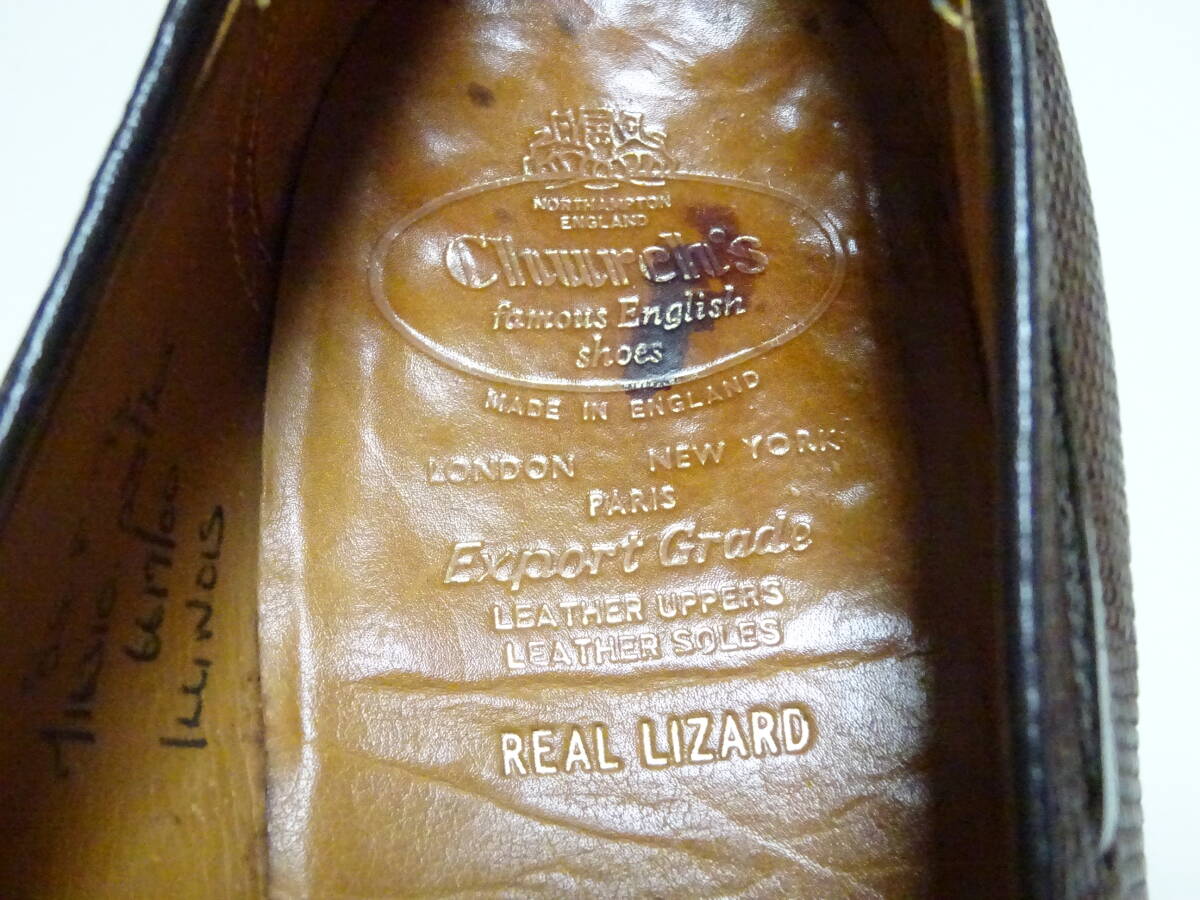 NORTHAMPTON
ENGLAND
Church's
famous English
shoes
MADE IN ENGLAND
LONDON NEW YORK
PARIS
Export Grade
LEATHER UPPERS
LEATHER SOLES
REAL LIZARD
ILLINOIS